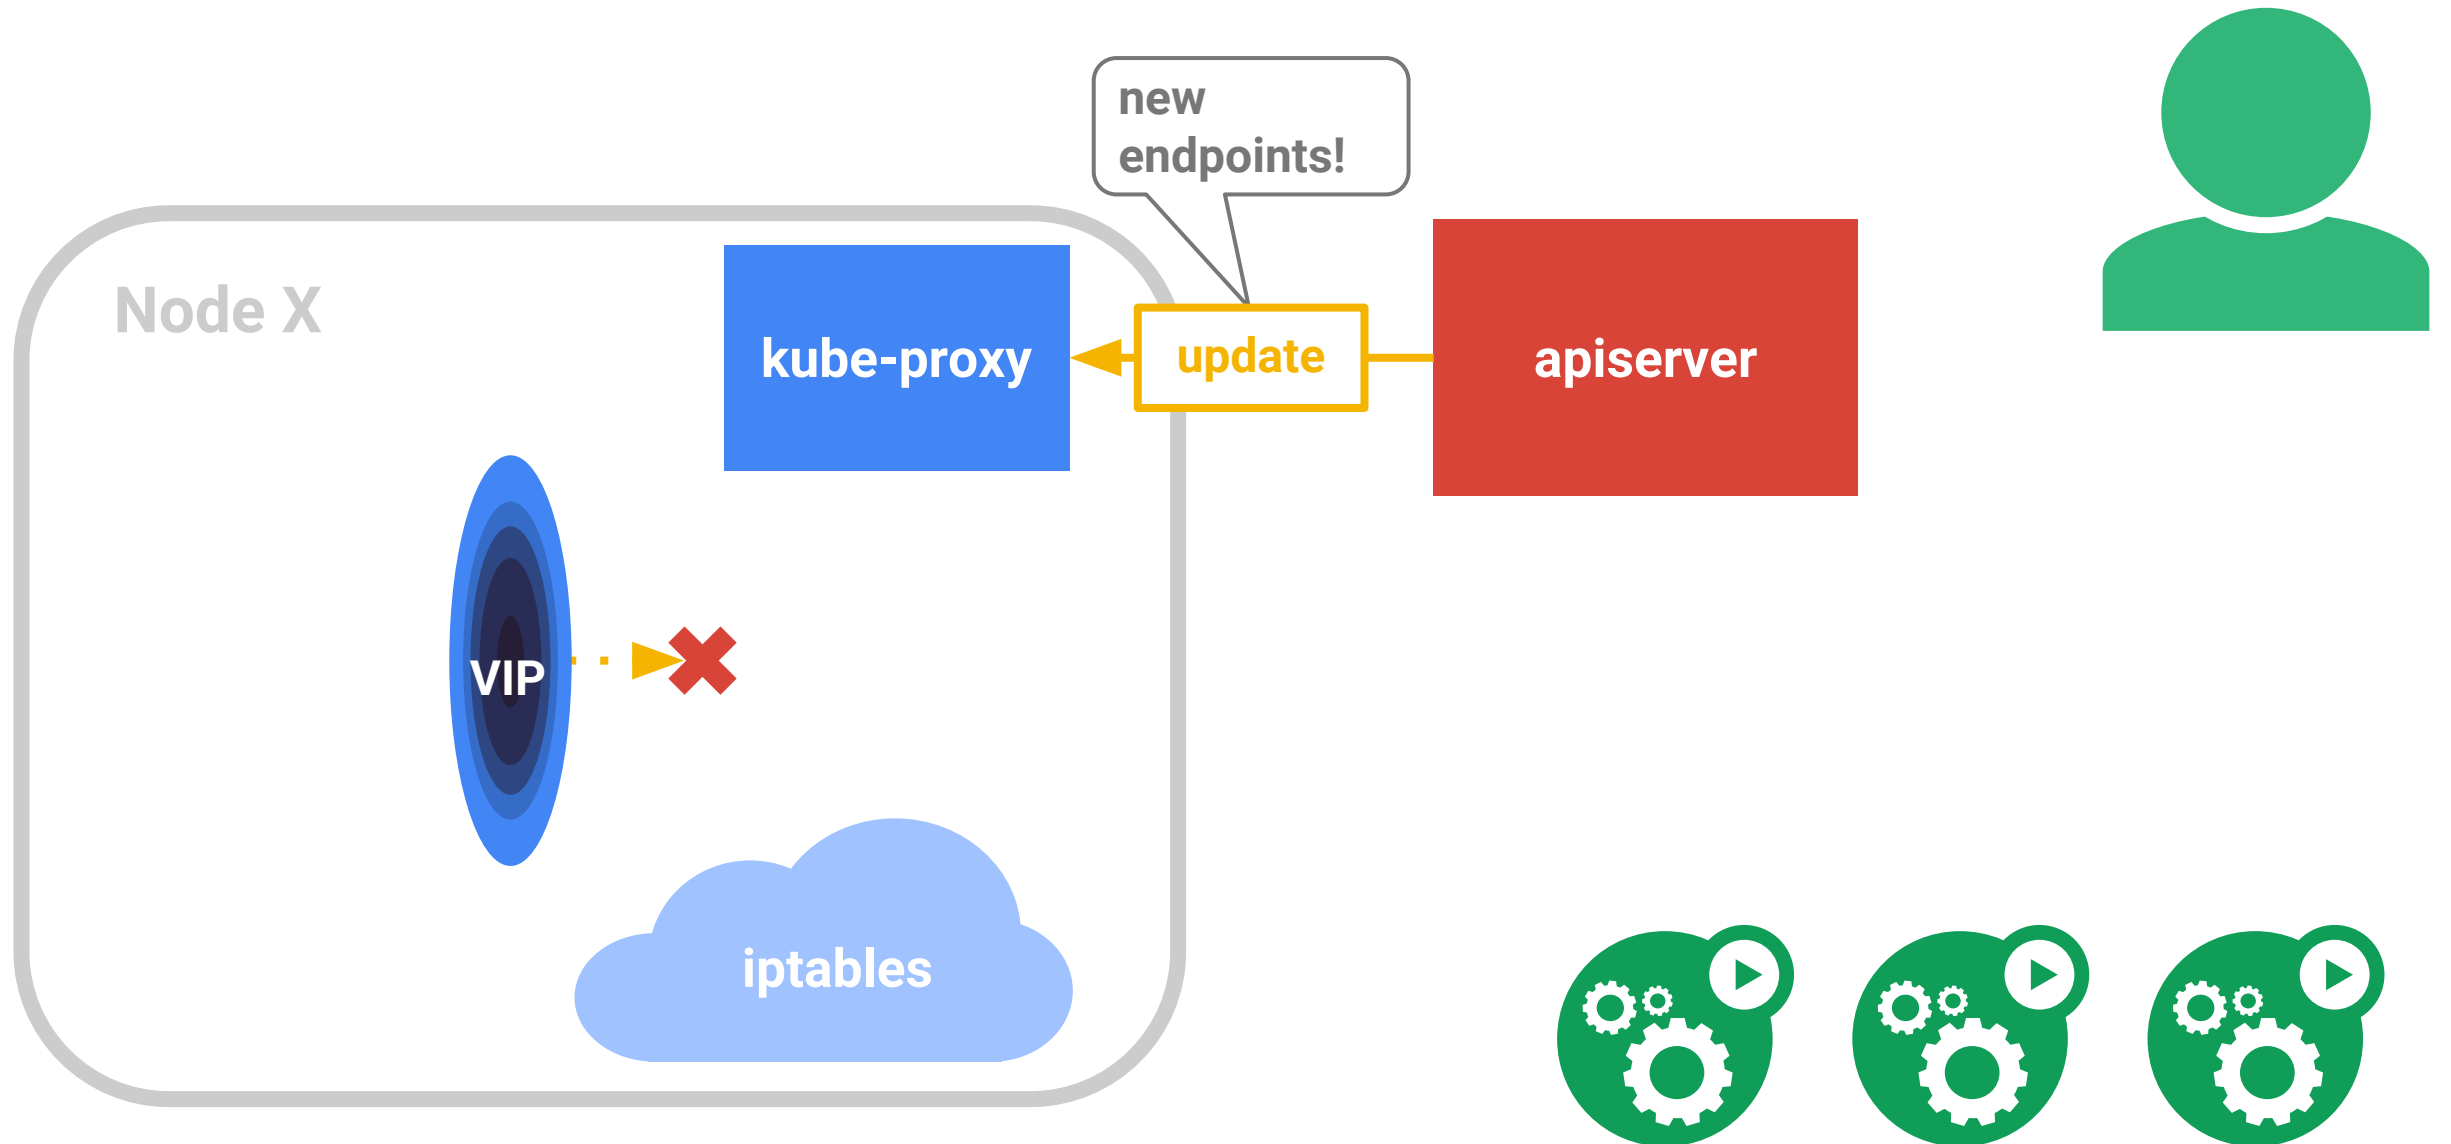 new
endpoints!
Node X
kube-proxy
update
apiserver
VIP
iptables